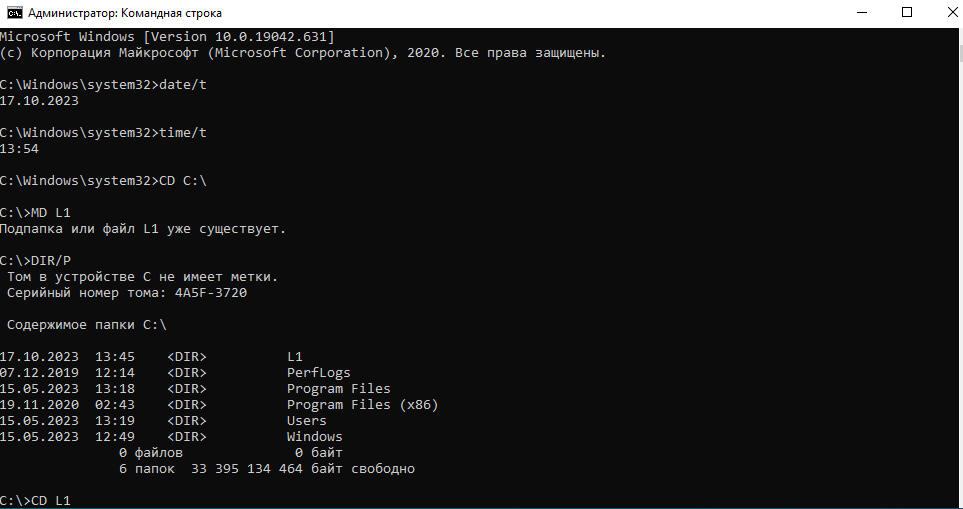 Администратор: Командная строка
Microsoft Windows [Version 10.0.19042.631]
(c) Корпорация Майкрософт (Microsoft Corporation), 2020. Все права защищены.
C:\Windows\system32>date/t
17.10.2023
C:\Windows\system32>time/t
13:54
C:\Windows\system32>CD C:\
C:\>MD L1
Подпапка или файл L1 уже существует.
C:\>DIR/P
Том в устройстве C не имеет метки.
Серийный номер тома: 4A5F-3720
Содержимое папки C:\
17.10.2023  13:45    <DIR>          L1
07.12.2019  12:14    <DIR>          PerfLogs
15.05.2023  13:18    <DIR>          Program Files
19.11.2020  02:43    <DIR>          Program Files (x86)
15.05.2023  13:19    <DIR>          Users
15.05.2023  12:49    <DIR>          Windows
0 файлов              0 байт
6 папок  33 395 134 464 байт свободно
C:\>CD L1